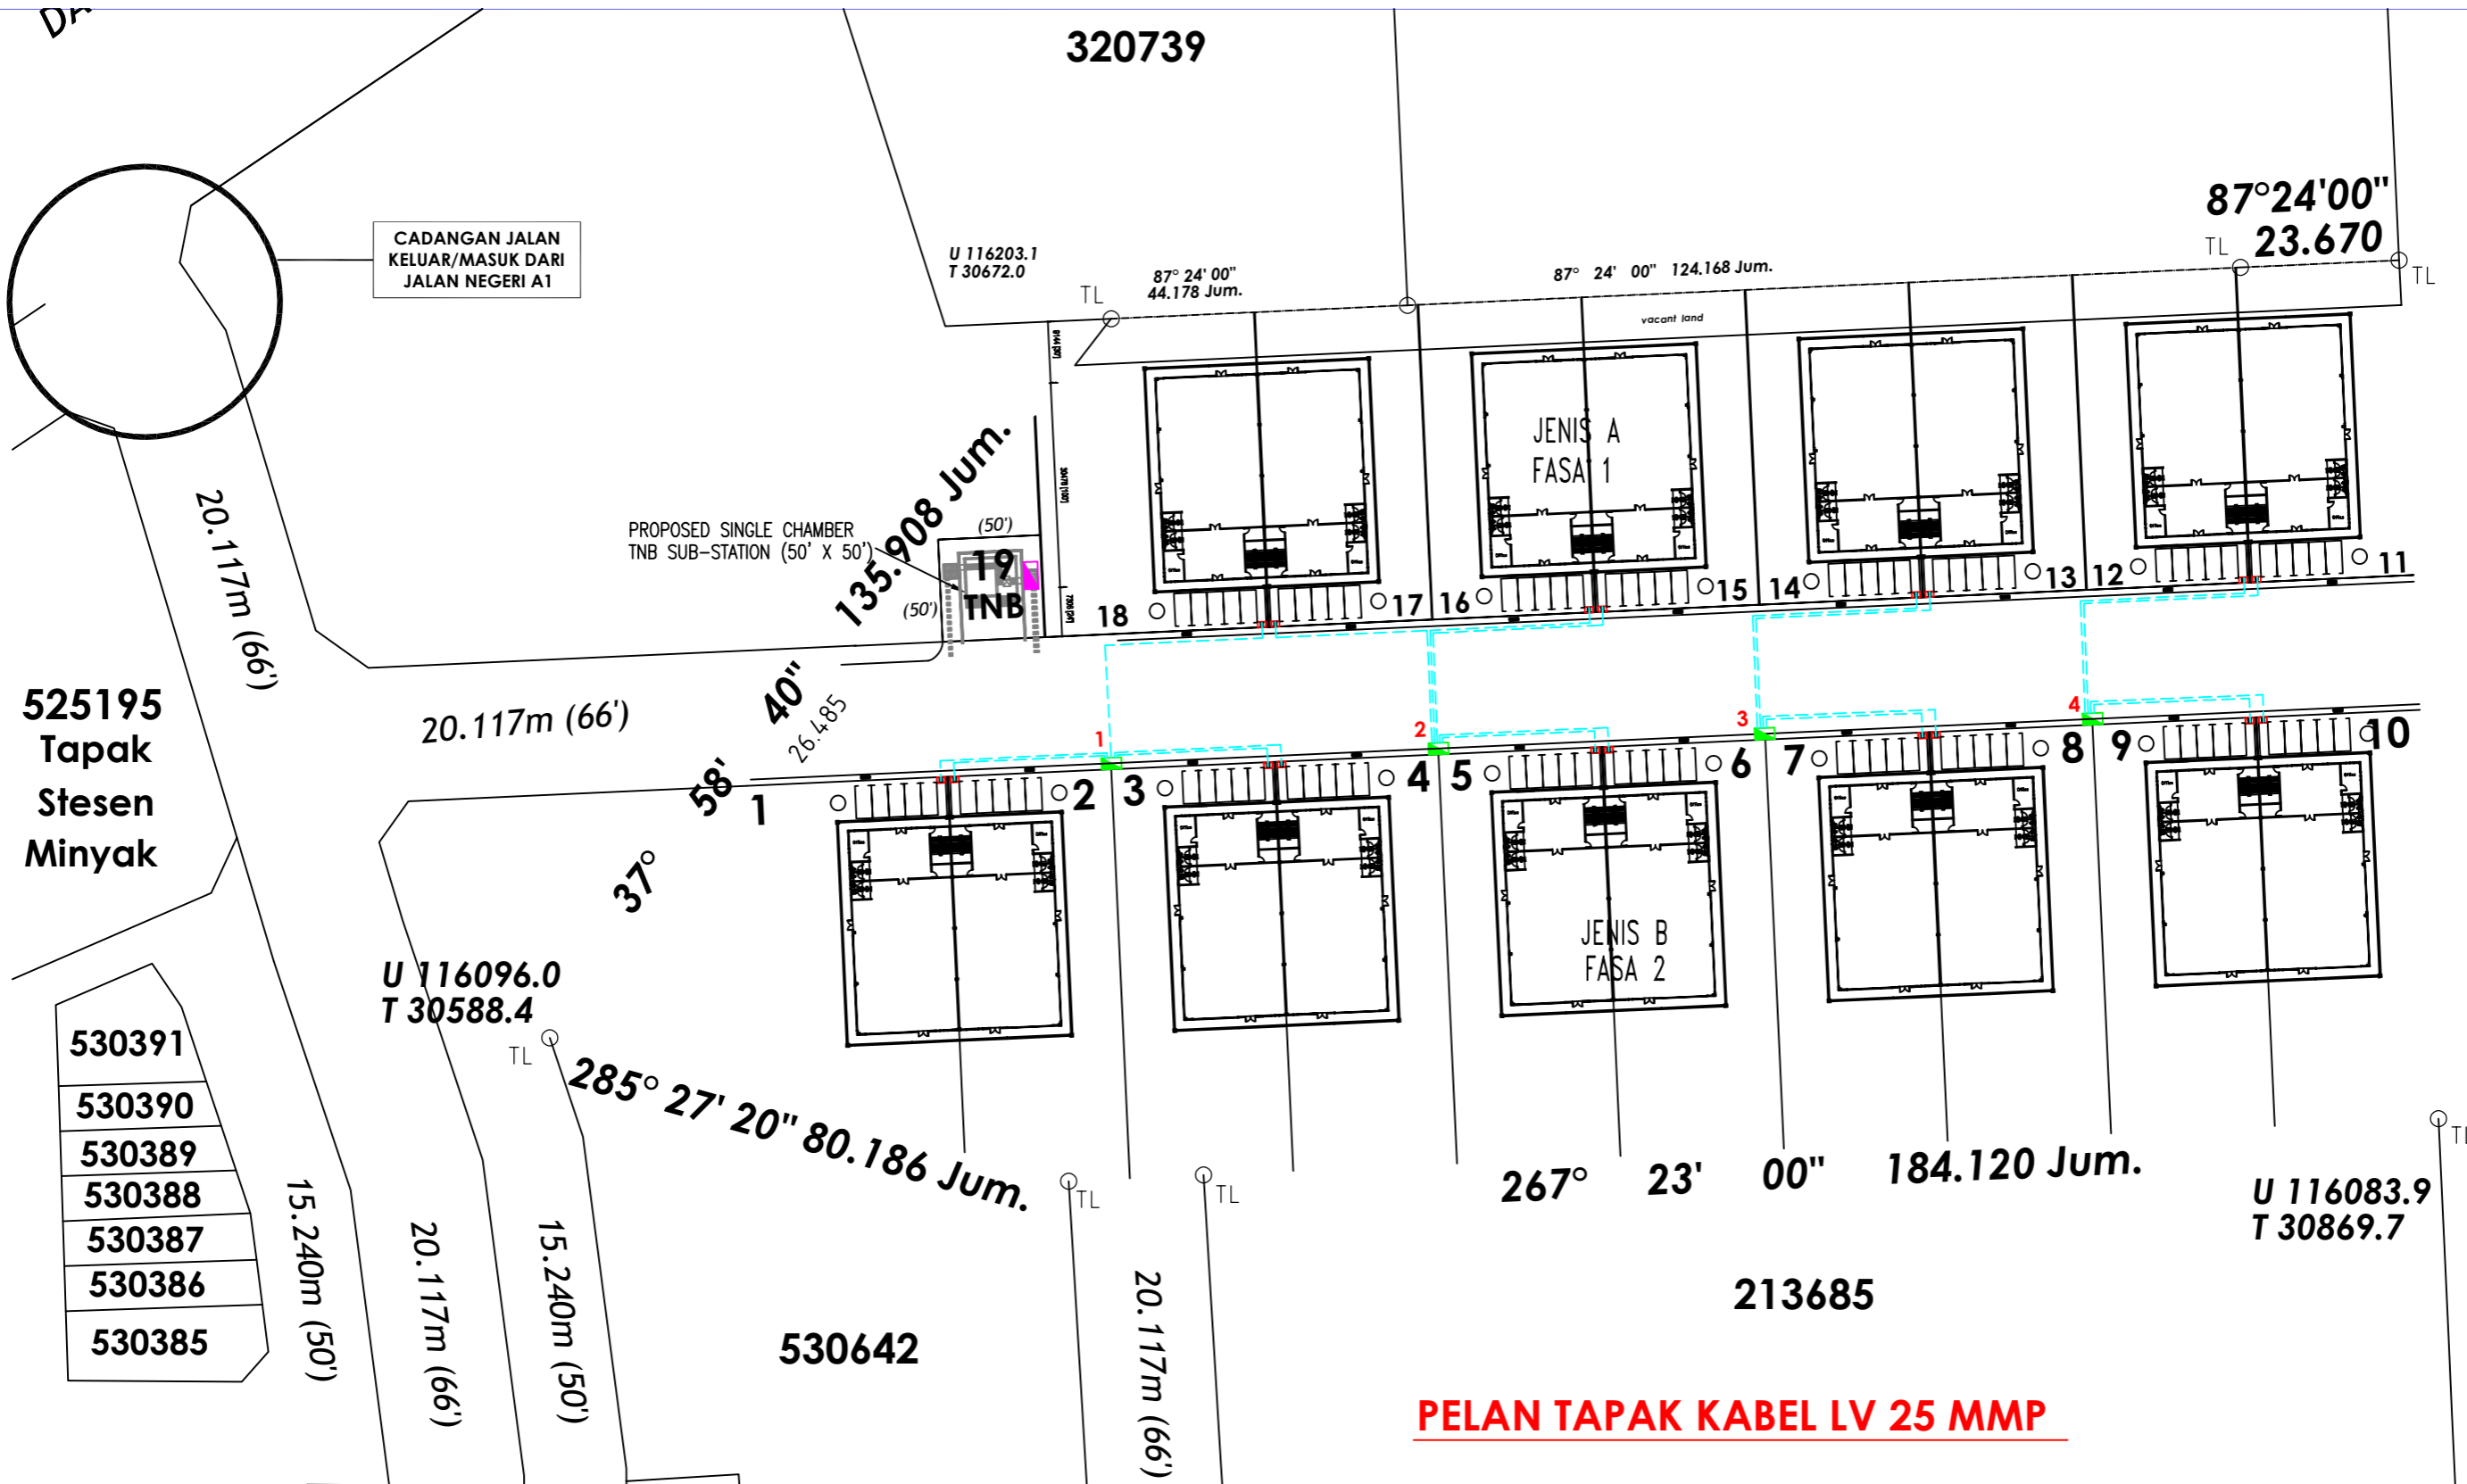 320739
CADANGAN JALAN
KELUAR/MASUK DARI
JALAN NEGERI A1
U 116203.1
T 30672.0
87° 24' 00"
44.178 Jum.
87° 24' 00" 124.168 Jum.
87°24'00"
23.670
TL
TL
TL
vacant land
JENIS A
FASA 1
135.908 Jum.
PROPOSED SINGLE CHAMBER
TNB SUB-STATION (50' X 50')
(50')
(50')
19
TNB
18
17
16
15
14
13
12
11
20.117m (66')
20.117m (66')
40"
26.485
58'
37°
525195
Tapak
Stesen
Minyak
1
2
3
4
1
2
3
4
5
6
7
8
9
10
JENIS B
FASA 2
U 116096.0
T 30588.4
TL
285° 27' 20" 80.186 Jum.
TL
TL
267° 23' 00" 184.120 Jum.
U 116083.9
T 30869.7
530391
530390
530389
530388
530387
530386
530385
15.240m (50')
20.117m (66')
15.240m (50')
20.117m (66')
530642
213685
PELAN TAPAK KABEL LV 25 MMP